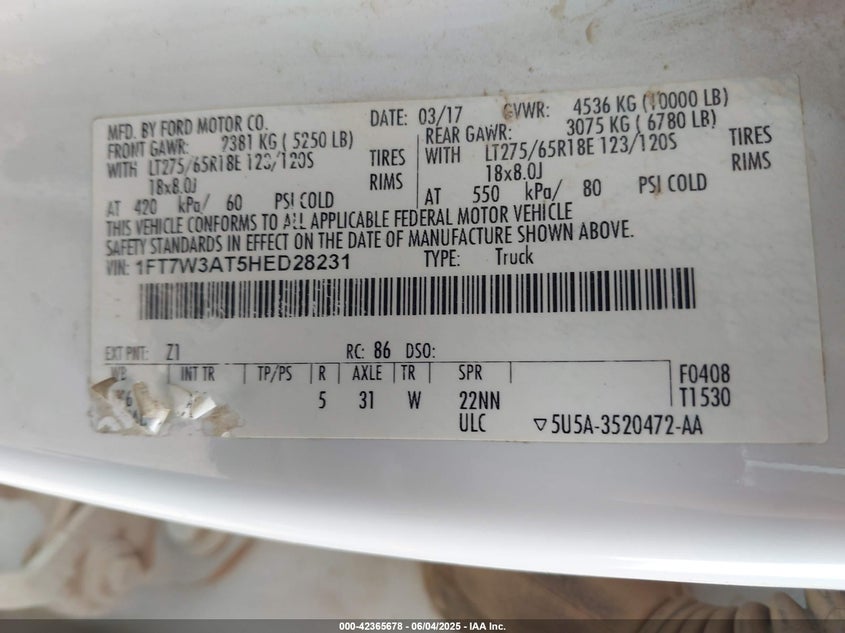 MFD. BY FORD MOTOR CO. DATE: 03/17 GVWR: 4536 KG (10000 LB)
FRONT GAWR: 2381 KG ( 5250 LB) REAR GAWR: 3075 KG ( 6780 LB)
WITH LT275/65R18E 123/120S TIRES WITH LT275/65R18E 123/120S TIRES
18x8.0J RIMS 18x8.0J RIMS
AT 420 kPa/ 60 PSI COLD AT 550 kPa/ 80 PSI COLD
THIS VEHICLE CONFORMS TO ALL APPLICABLE FEDERAL MOTOR VEHICLE
SAFETY STANDARDS IN EFFECT ON THE DATE OF MANUFACTURE SHOWN ABOVE.
VIN: 1FT7W3AT5HED28231 TYPE: Truck
EXT PNT: Z1 RC: 86 DSO:
WB INT TR TP/PS R AXLE TR SPR F0408
5 31 W 22NN T1530
ULC ▽5U5A-3520472-AA
000-42365678 - 06/04/2025 - IAA Inc.